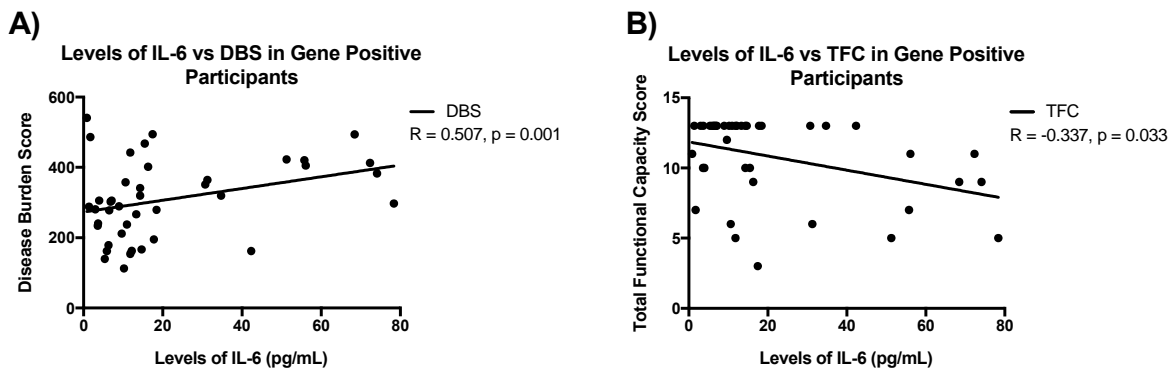 A)
Levels of IL-6 vs DBS in Gene Positive
Participants
600
400
200
0
Disease Burden Score
0 20 40 60 80
Levels of IL-6 (pg/mL)
DBS
R = 0.507, p = 0.001
B)
Levels of IL-6 vs TFC in Gene Positive
Participants
15
10
5
0
Total Functional Capacity Score
0 20 40 60 80
Levels of IL-6 (pg/mL)
TFC
R = -0.337, p = 0.033